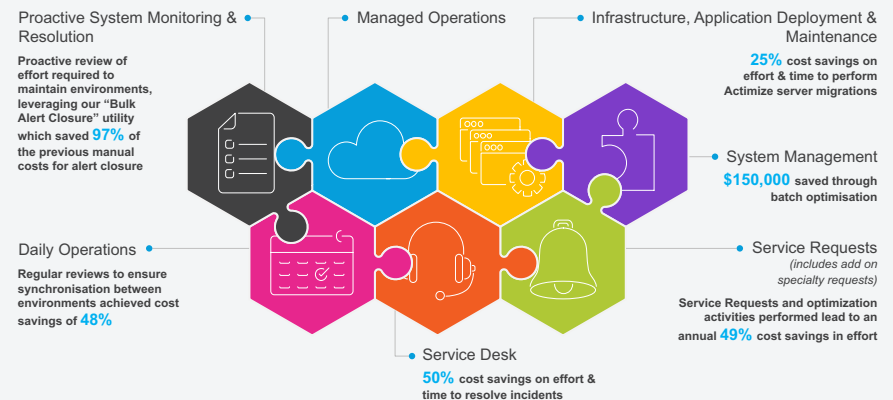 Proactive System Monitoring &
Resolution
Proactive review of
effort required to
maintain environments,
leveraging our “Bulk
Alert Closure” utility
which saved 97% of
the previous manual
costs for alert closure
Managed Operations
Infrastructure, Application Deployment &
Maintenance
25% cost savings on
effort & time to perform
Actimize server migrations
System Management
$150,000 saved through
batch optimisation
Daily Operations
Regular reviews to ensure
synchronisation between
environments achieved cost
savings of 48%
Service Requests
(includes add on
specialty requests)
Service Requests and optimization
activities performed lead to an
annual 49% cost savings in effort
Service Desk
50% cost savings on effort &
time to resolve incidents